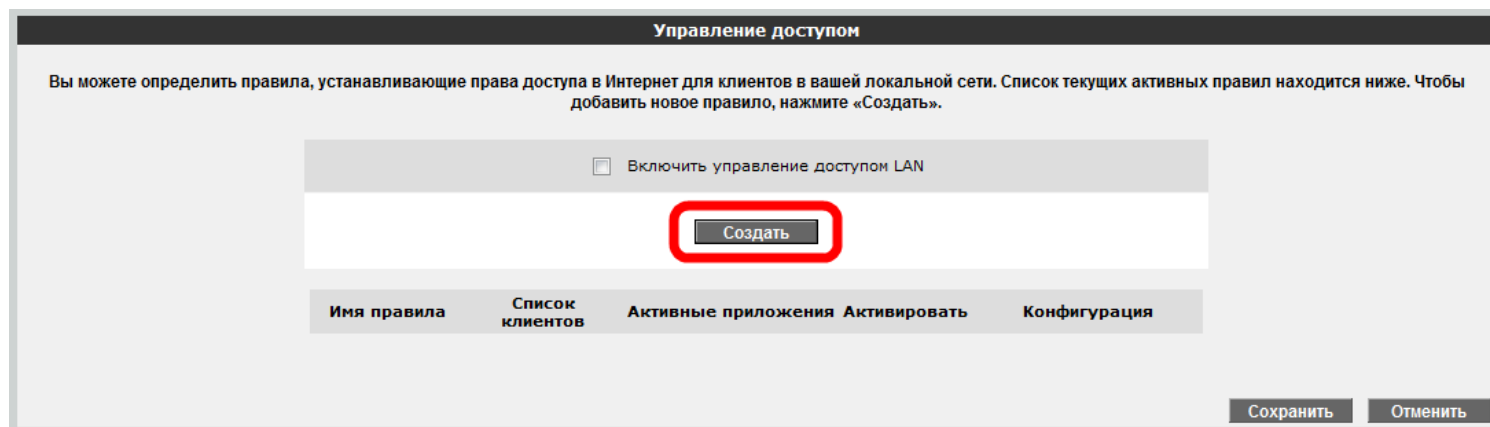 Управление доступом
Вы можете определить правила, устанавливающие права доступа в Интернет для клиентов в вашей локальной сети. Список текущих активных правил находится ниже. Чтобы
добавить новое правило, нажмите «Создать».
Включить управление доступом LAN
Создать
Имя правила Список клиентов Активные приложения Активировать Конфигурация
Сохранить Отменить